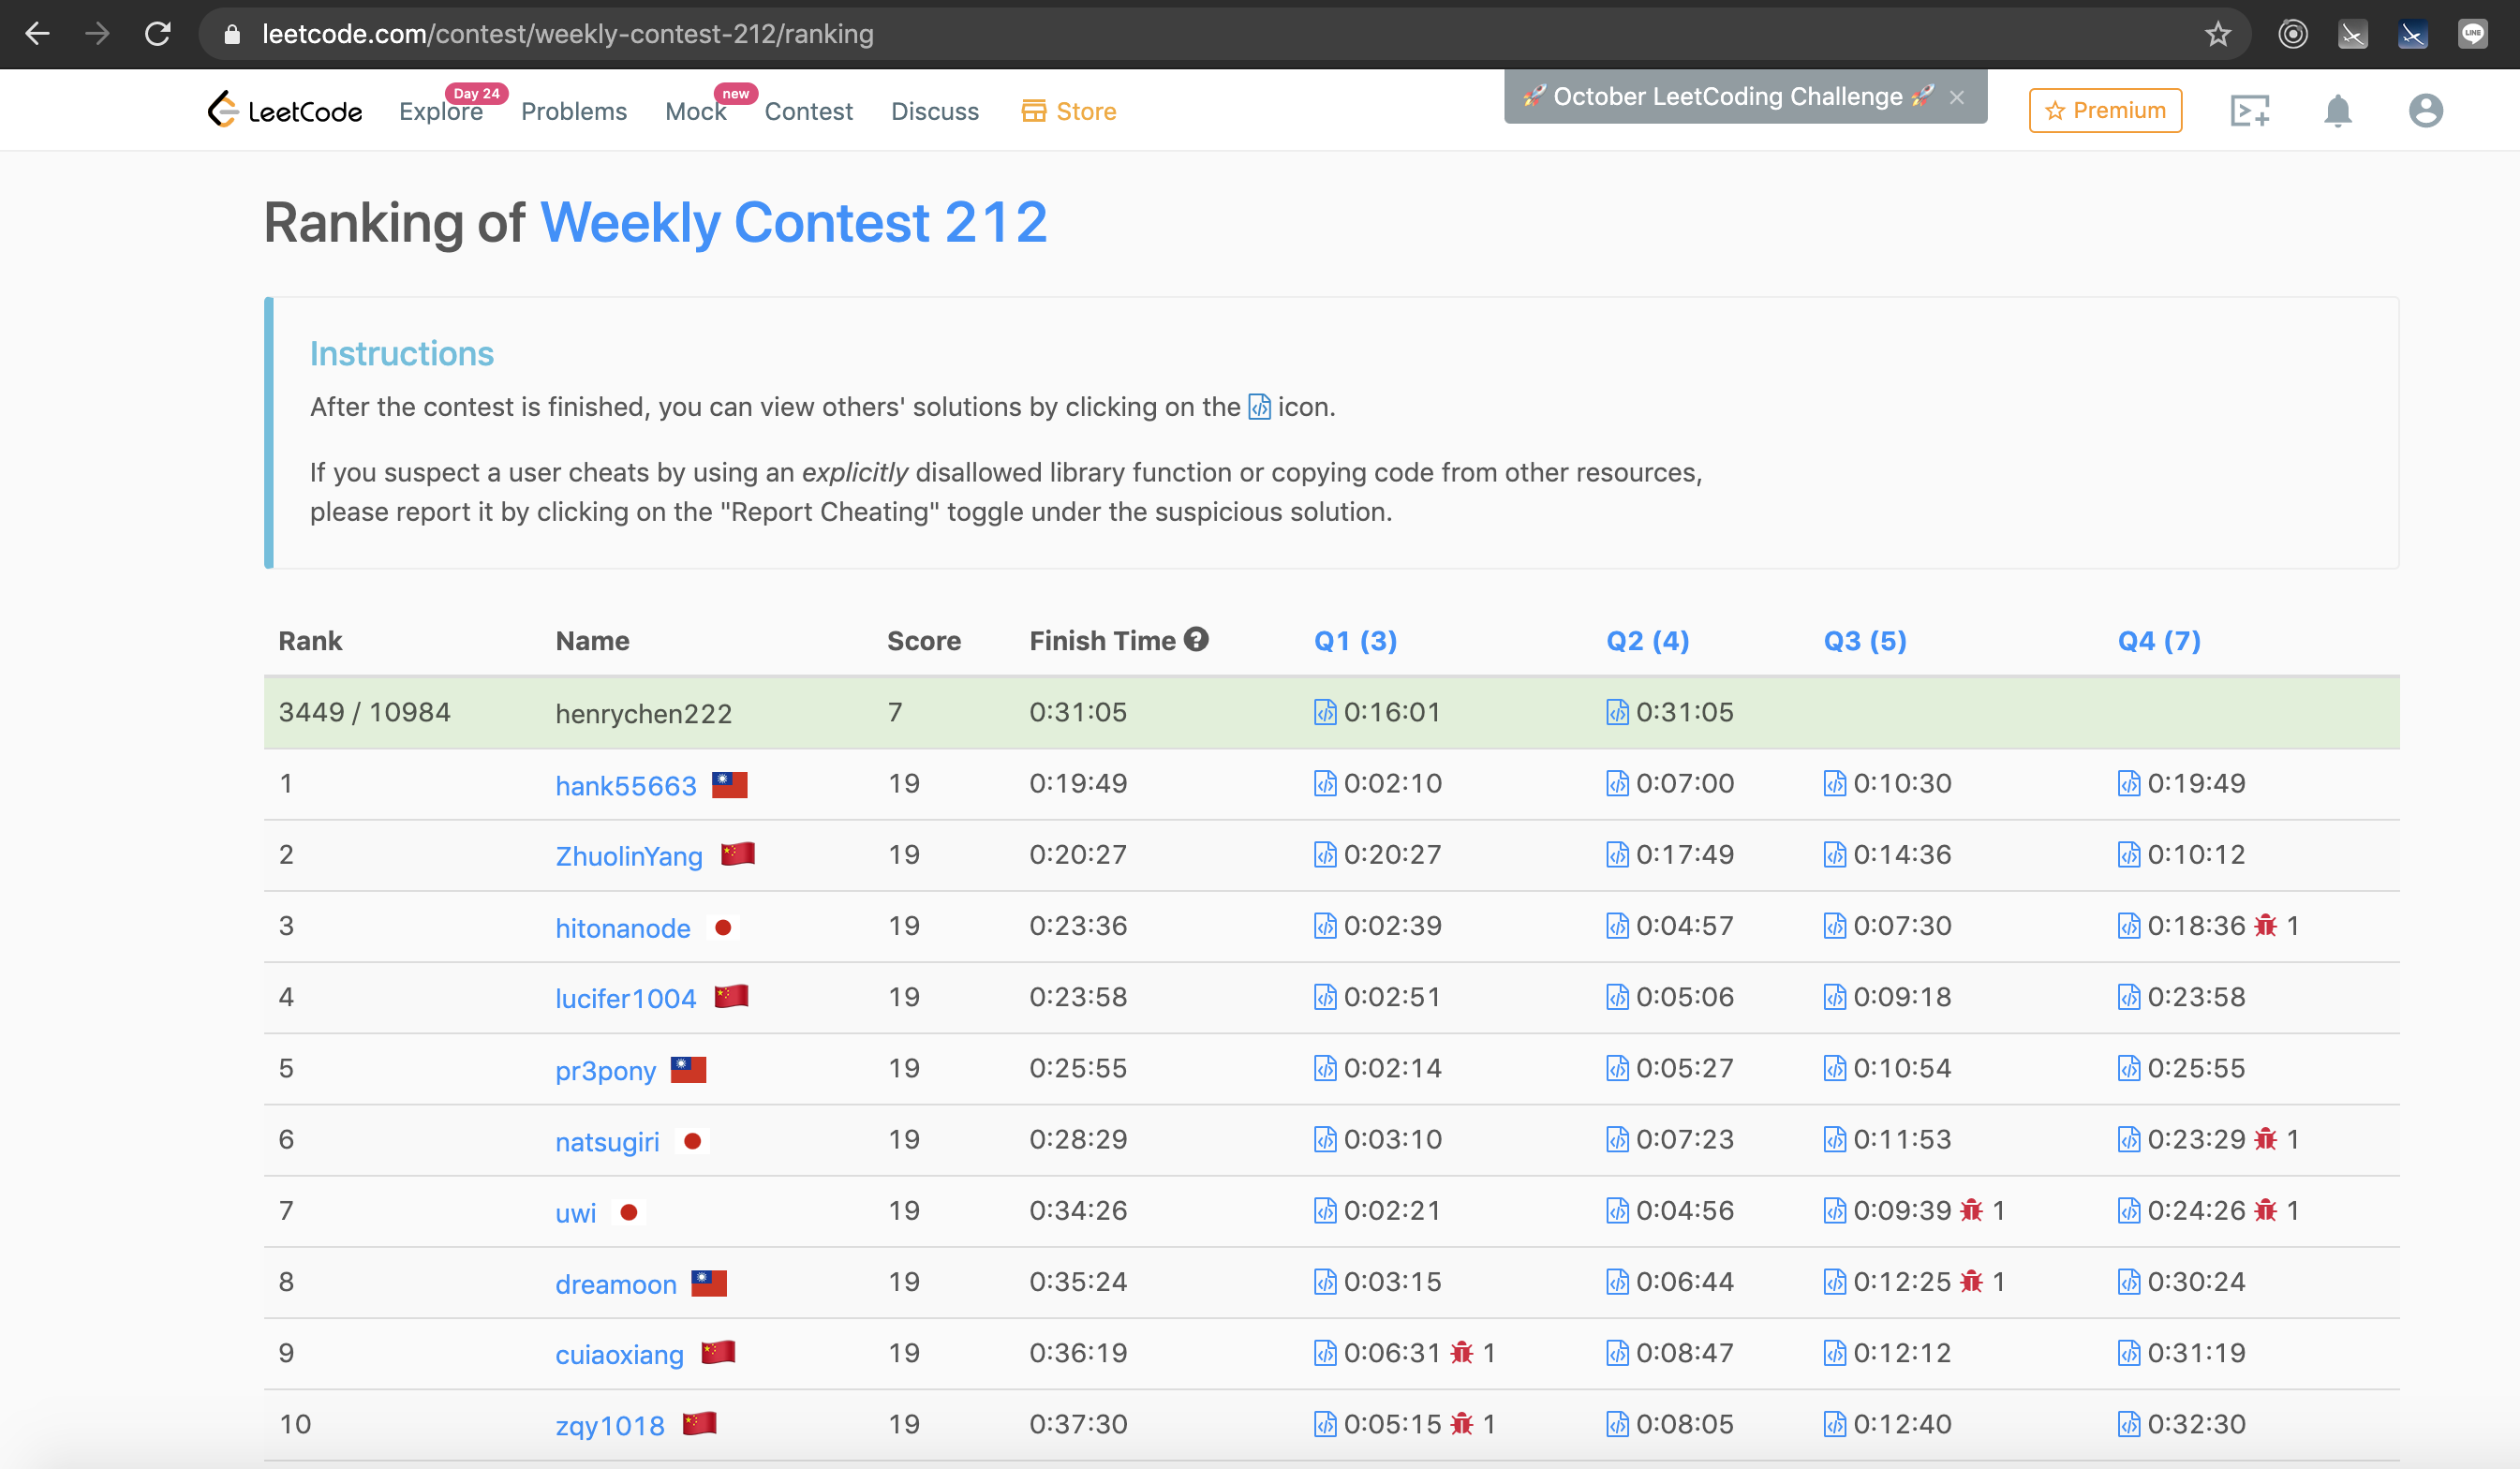 leetcode.com/contest/weekly-contest-212/ranking
LINE
LeetCode Explore Day 24 Problems Mock new Contest Discuss Store 🚀 October LeetCoding Challenge 🚀 × Premium
Ranking of Weekly Contest 212
Instructions
After the contest is finished, you can view others' solutions by clicking on the icon.
If you suspect a user cheats by using an explicitly disallowed library function or copying code from other resources,
please report it by clicking on the "Report Cheating" toggle under the suspicious solution.
Rank Name Score Finish Time Q1 (3) Q2 (4) Q3 (5) Q4 (7)
3449 / 10984 henrychen222 7 0:31:05 0:16:01 0:31:05
1 hank55663 19 0:19:49 0:02:10 0:07:00 0:10:30 0:19:49
2 ZhuolinYang 19 0:20:27 0:20:27 0:17:49 0:14:36 0:10:12
3 hitonanode 19 0:23:36 0:02:39 0:04:57 0:07:30 0:18:36 1
4 lucifer1004 19 0:23:58 0:02:51 0:05:06 0:09:18 0:23:58
5 pr3pony 19 0:25:55 0:02:14 0:05:27 0:10:54 0:25:55
6 natsugiri 19 0:28:29 0:03:10 0:07:23 0:11:53 0:23:29 1
7 uwi 19 0:34:26 0:02:21 0:04:56 0:09:39 1 0:24:26 1
8 dreamoon 19 0:35:24 0:03:15 0:06:44 0:12:25 1 0:30:24
9 cuiaoxiang 19 0:36:19 0:06:31 1 0:08:47 0:12:12 0:31:19
10 zqy1018 19 0:37:30 0:05:15 1 0:08:05 0:12:40 0:32:30